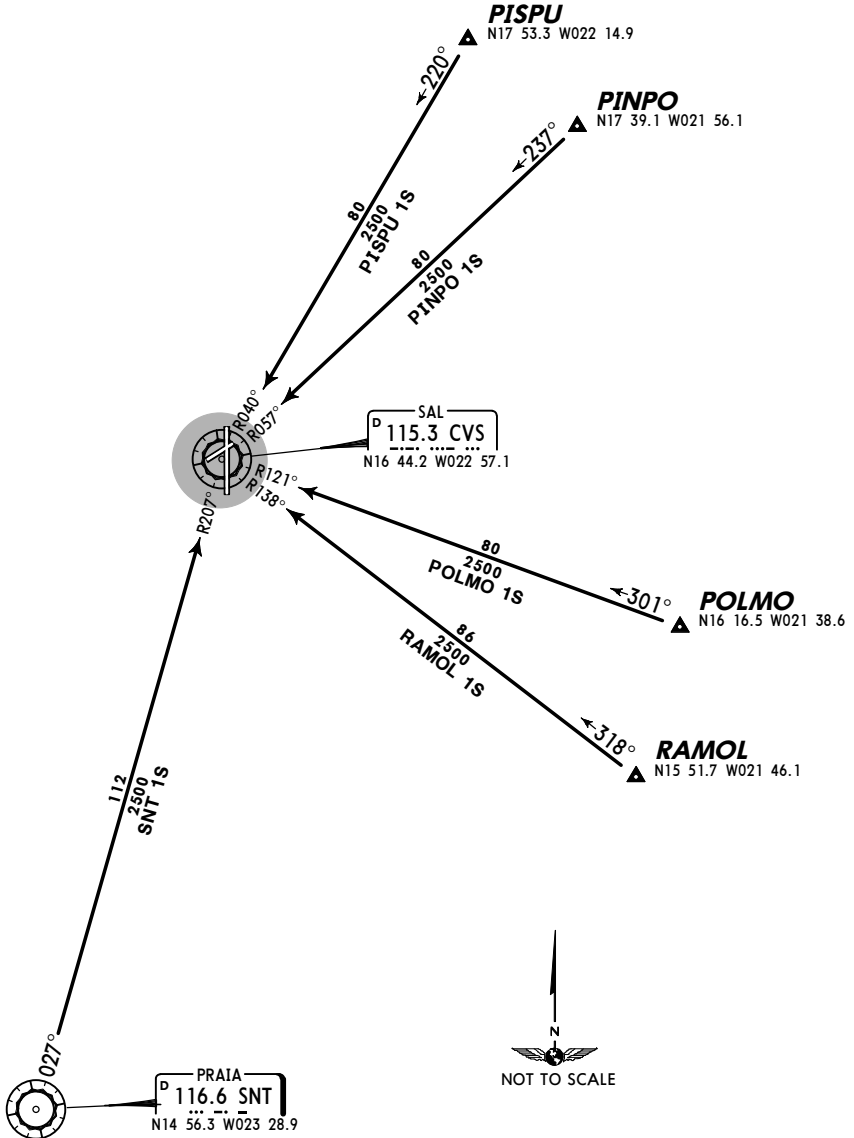 PISPU
N17 53.3 W022 14.9
220°
PINPO
N17 39.1 W021 56.1
237°
80
2500
PISPU 1S
80
2500
PINPO 1S
R040°
R057°
SAL
D 115.3 CVS
N16 44.2 W022 57.1
R121°
R138°
R207°
80
2500
POLMO 1S
301°
POLMO
N16 16.5 W021 38.6
86
2500
RAMOL 1S
318°
RAMOL
N15 51.7 W021 46.1
112
2500
SNT 1S
027°
N
NOT TO SCALE
PRAIA
D 116.6 SNT
N14 56.3 W023 28.9